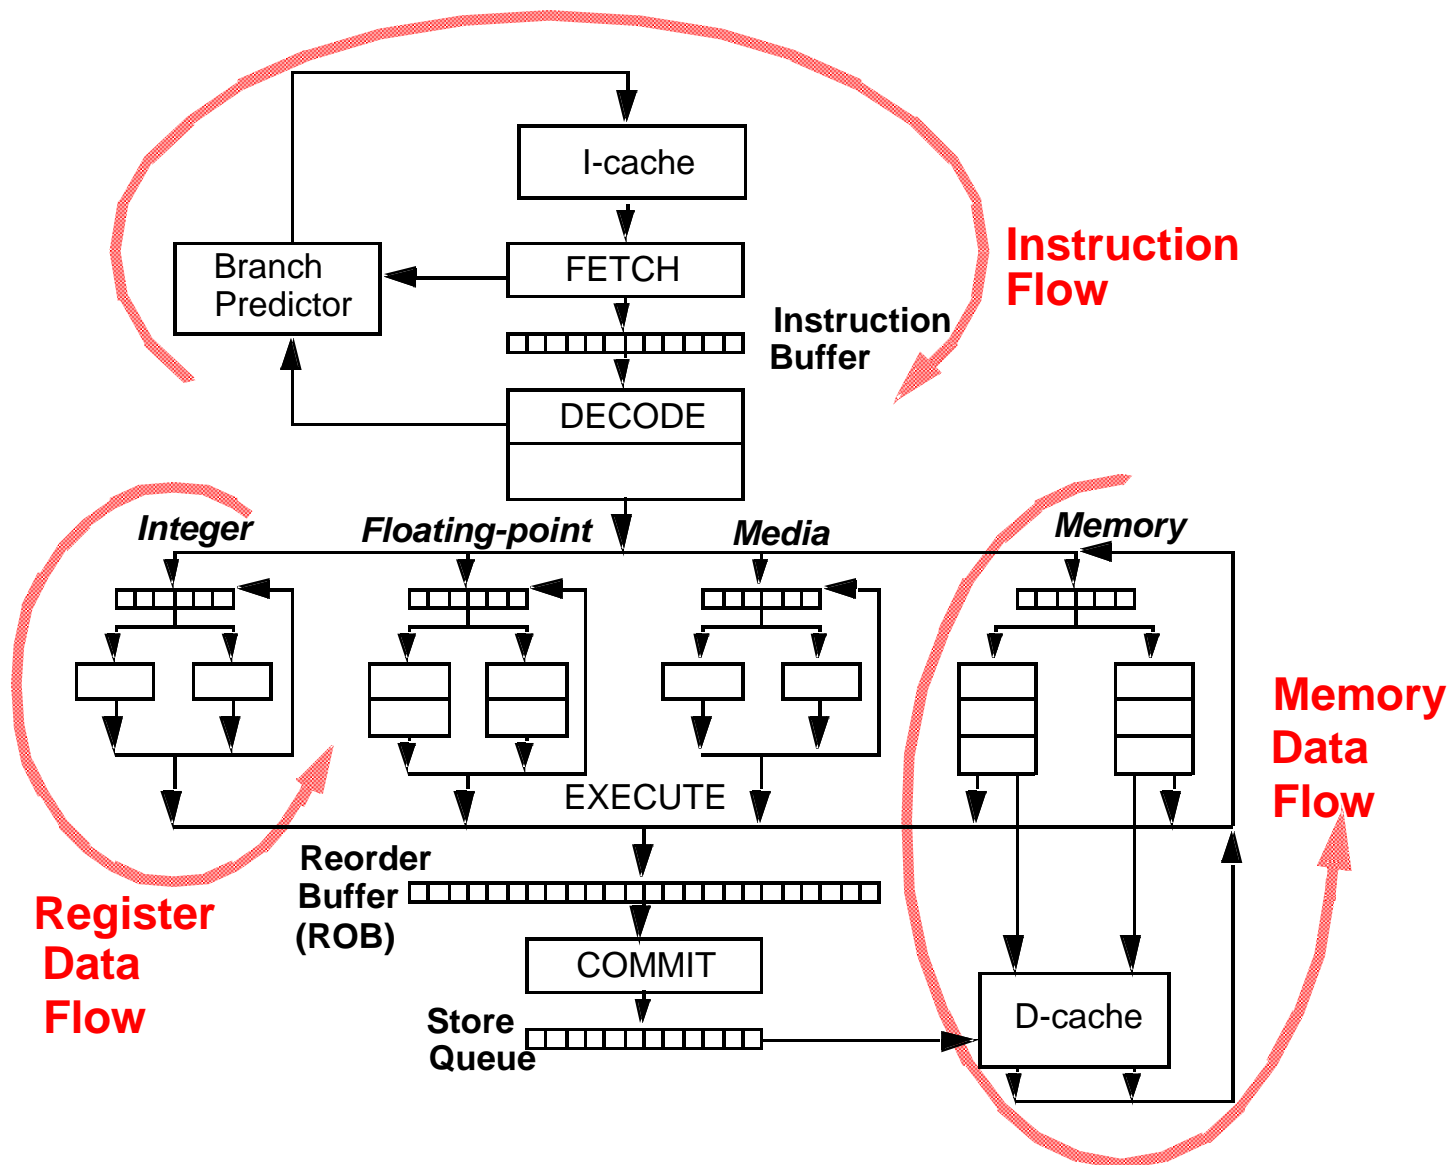 I-cache
Instruction
Flow
Branch
Predictor
FETCH
Instruction
Buffer
DECODE
Integer
Floating-point
Media
Memory
Memory
Data
Flow
EXECUTE
Reorder
Buffer
(ROB)
Register
Data
Flow
COMMIT
Store
Queue
D-cache